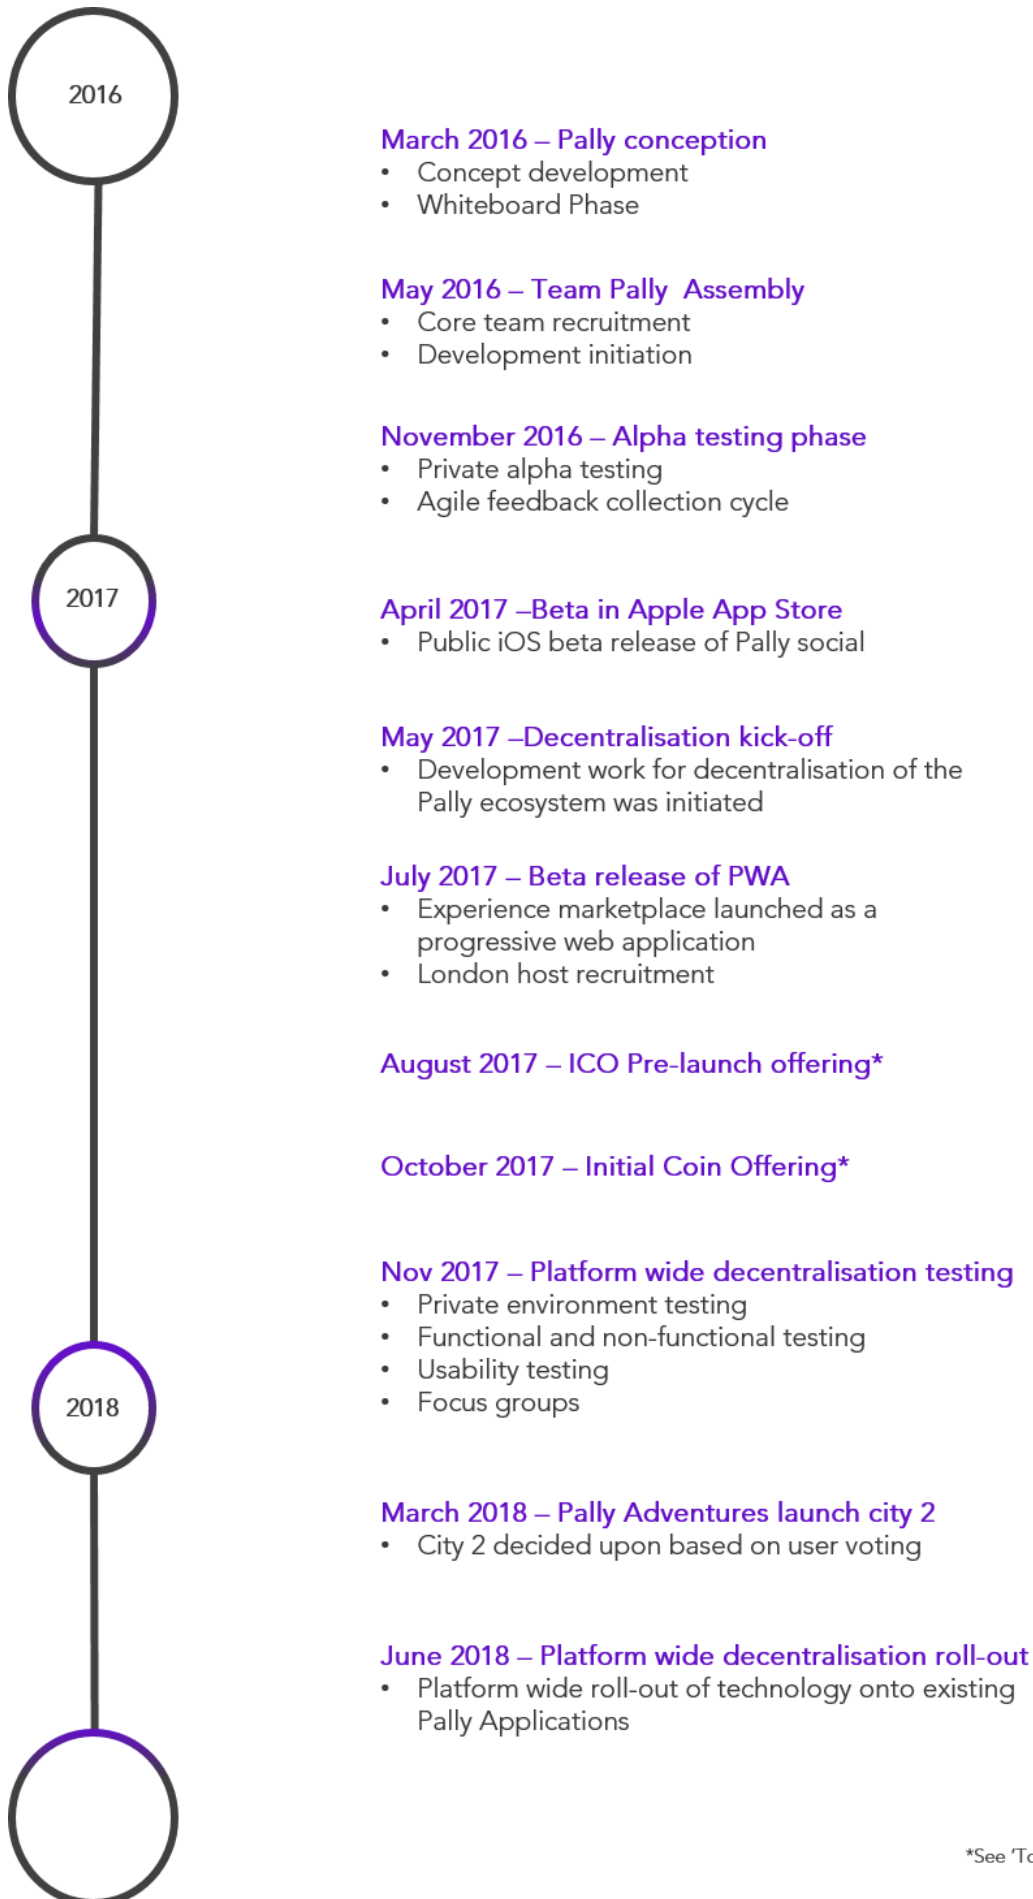 2016
March 2016 – Pally conception
• Concept development
• Whiteboard Phase
May 2016 – Team Pally  Assembly
• Core team recruitment
• Development initiation
November 2016 – Alpha testing phase
• Private alpha testing
• Agile feedback collection cycle
2017
April 2017 –Beta in Apple App Store
• Public iOS beta release of Pally social
May 2017 –Decentralisation kick-off
• Development work for decentralisation of the
Pally ecosystem was initiated
July 2017 – Beta release of PWA
• Experience marketplace launched as a
progressive web application
• London host recruitment
August 2017 – ICO Pre-launch offering*
October 2017 – Initial Coin Offering*
Nov 2017 – Platform wide decentralisation testing
• Private environment testing
• Functional and non-functional testing
• Usability testing
• Focus groups
2018
March 2018 – Pally Adventures launch city 2
• City 2 decided upon based on user voting
June 2018 – Platform wide decentralisation roll-out
• Platform wide roll-out of technology onto existing
Pally Applications
*See